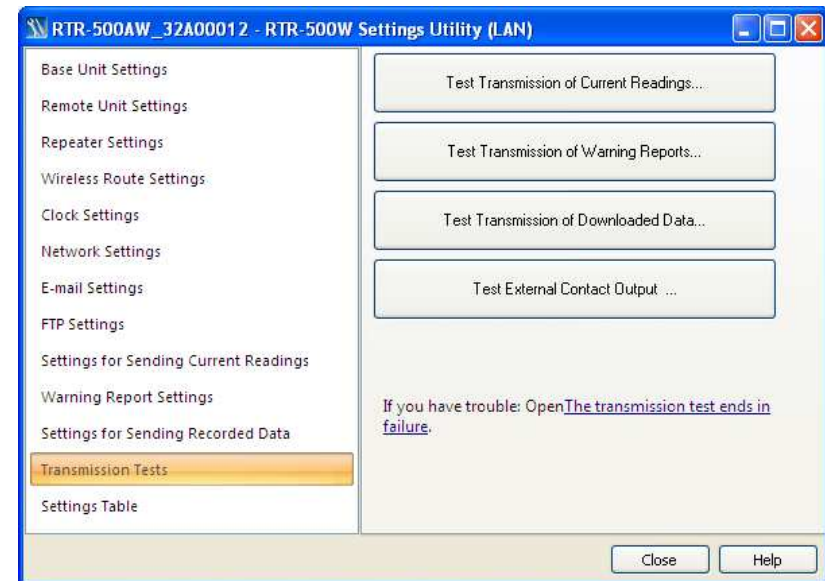 RTR-500AW_32A00012 - RTR-500W Settings Utility (LAN)
Base Unit Settings
Remote Unit Settings
Repeater Settings
Wireless Route Settings
Clock Settings
Network Settings
E-mail Settings
FTP Settings
Settings for Sending Current Readings
Warning Report Settings
Settings for Sending Recorded Data
Transmission Tests
Settings Table
Test Transmission of Current Readings...
Test Transmission of Warning Reports...
Test Transmission of Downloaded Data...
Test External Contact Output ...
If you have trouble: OpenThe transmission test ends in
failure.
Close
Help